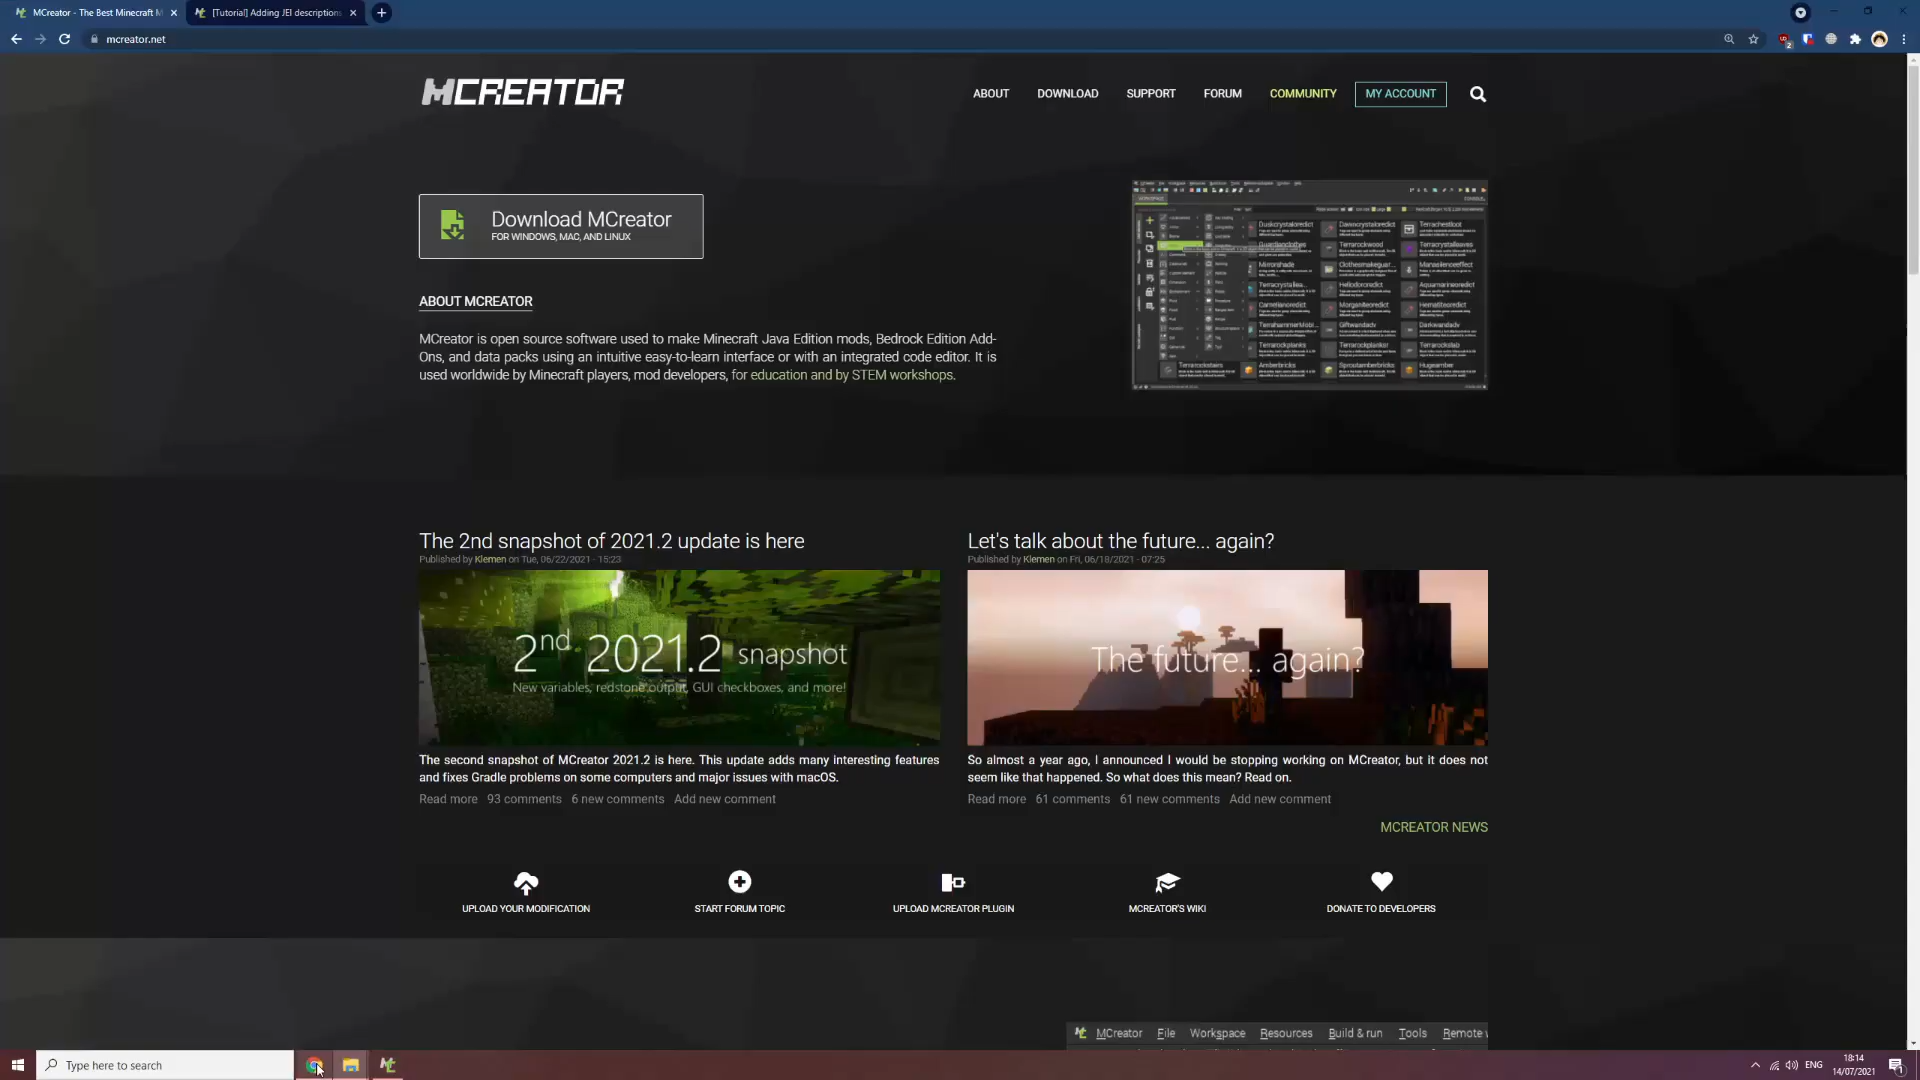 MCreator - The Best Minecraft M
[Tutorial] Adding JEI descriptions
mcreator.net
MCREATOR
ABOUT
DOWNLOAD
SUPPORT
FORUM
COMMUNITY
MY ACCOUNT
Download MCreator
FOR WINDOWS, MAC, AND LINUX
ABOUT MCREATOR
MCreator is open source software used to make Minecraft Java Edition mods, Bedrock Edition Add-
Ons, and data packs using an intuitive easy-to-learn interface or with an integrated code editor. It is
used worldwide by Minecraft players, mod developers, for education and by STEM workshops.
The 2nd snapshot of 2021.2 update is here
Published by Klemen on Tue, 06/22/2021 - 15:23
2nd 2021.2 snapshot
New variables, redstone output, GUI checkboxes, and more!
The second snapshot of MCreator 2021.2 is here. This update adds many interesting features
and fixes Gradle problems on some computers and major issues with macOS.
Read more 93 comments 6 new comments Add new comment
Let's talk about the future... again?
Published by Klemen on Fri, 06/18/2021 - 07:25
The future... again?
So almost a year ago, I announced I would be stopping working on MCreator, but it does not
seem like that happened. So what does this mean? Read on.
Read more 61 comments 61 new comments Add new comment
MCREATOR NEWS
UPLOAD YOUR MODIFICATION
START FORUM TOPIC
UPLOAD MCREATOR PLUGIN
MCREATOR'S WIKI
DONATE TO DEVELOPERS
MCreator File Workspace Resources Build & run Tools Remote
Type here to search
ENG
18:14
14/07/2021